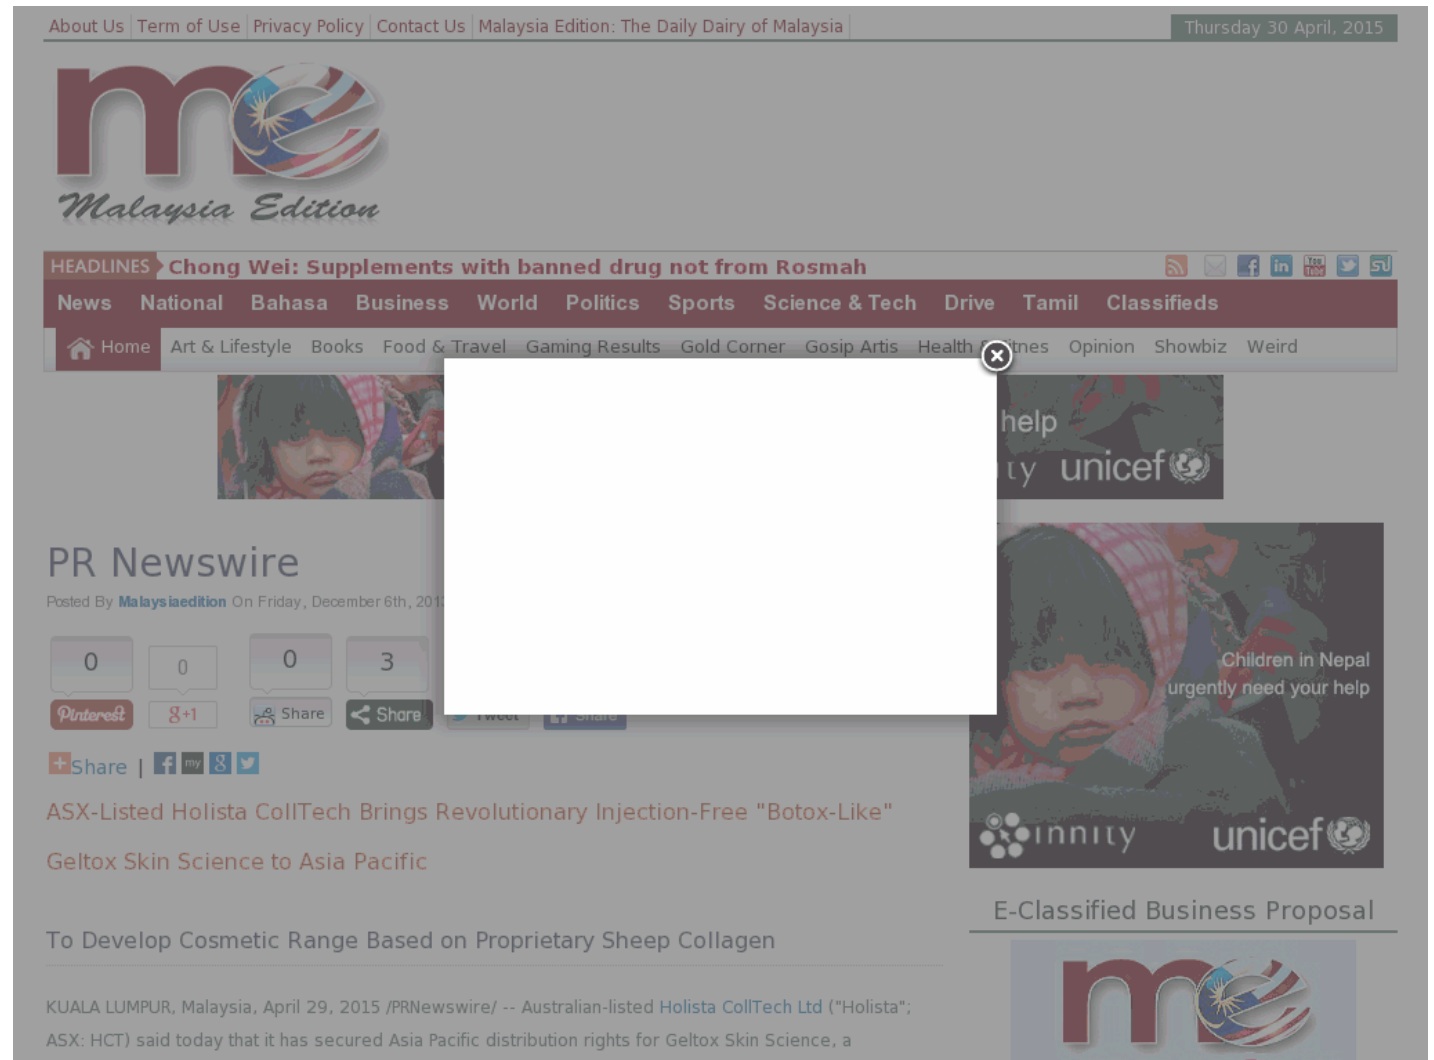 About Us Term of Use Privacy Policy Contact Us Malaysia Edition: The Daily Dairy of Malaysia Thursday 30 April, 2015
me
Malaysia Edition
HEADLINES Chong Wei: Supplements with banned drug not from Rosmah
News National Bahasa Business World Politics Sports Science & Tech Drive Tamil Classifieds
Home Art & Lifestyle Books Food & Travel Gaming Results Gold Corner Gosip Artis Health & Fitnes Opinion Showbiz Weird
help
ty unicef
PR Newswire
Posted By Malaysiaedition On Friday, December 6th, 201
0 0 0 3
Pinterest g+1 Share Share Tweet Share
Share | my
Children in Nepal
urgently need your help
innity unicef
ASX-Listed Holista CollTech Brings Revolutionary Injection-Free "Botox-Like"
Geltox Skin Science to Asia Pacific
To Develop Cosmetic Range Based on Proprietary Sheep Collagen
KUALA LUMPUR, Malaysia, April 29, 2015 /PRNewswire/ -- Australian-listed Holista CollTech Ltd ("Holista";
ASX: HCT) said today that it has secured Asia Pacific distribution rights for Geltox Skin Science, a
E-Classified Business Proposal
me